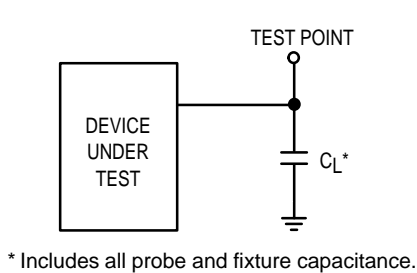 TEST POINT
DEVICE
UNDER
TEST
CL*
* Includes all probe and fixture capacitance.